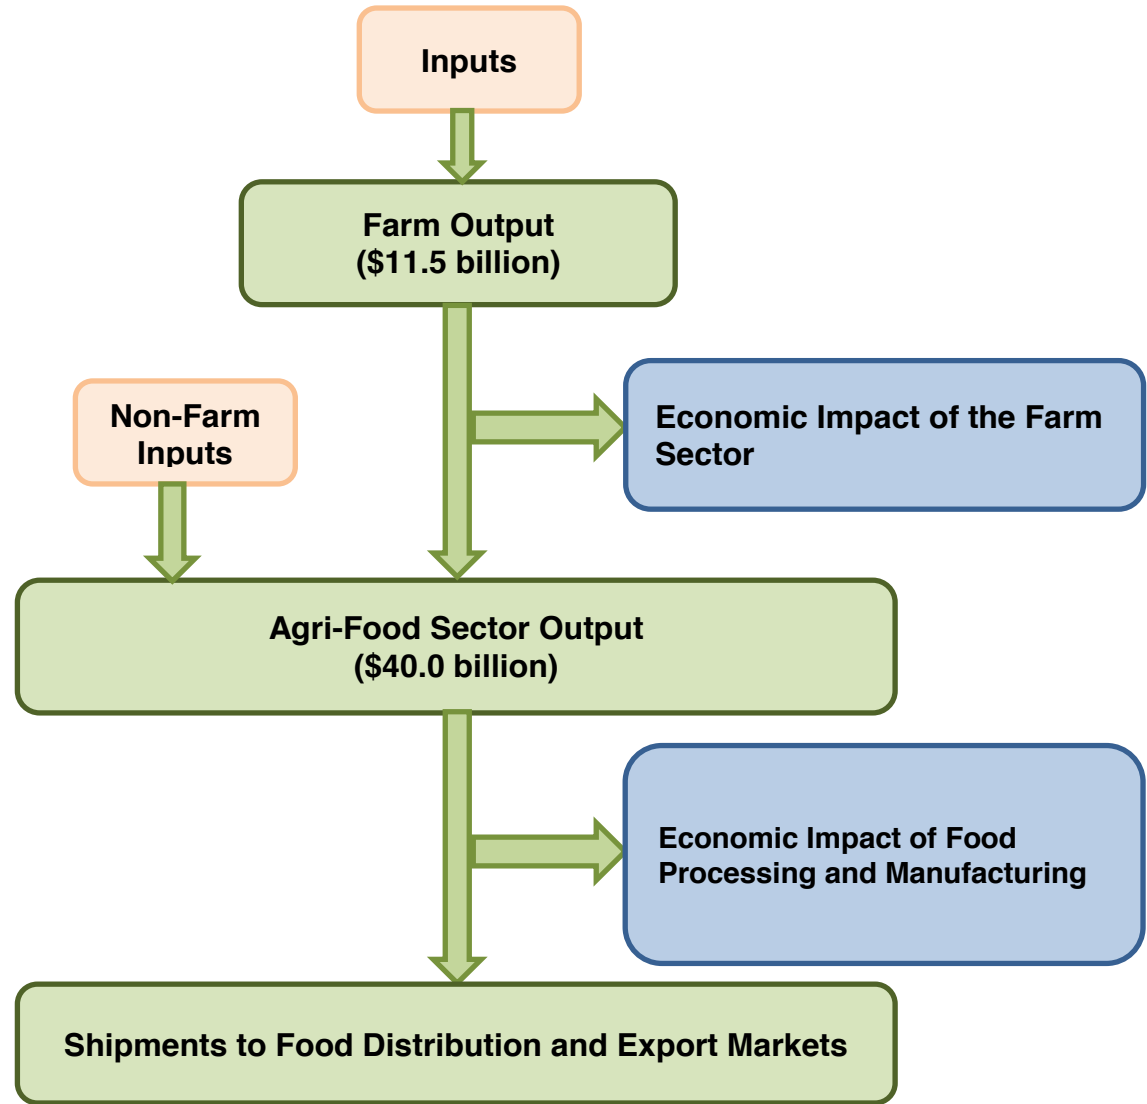 Inputs
Farm Output
($11.5 billion)
Economic Impact of the Farm
Sector
Non-Farm
Inputs
Agri-Food Sector Output
($40.0 billion)
Economic Impact of Food
Processing and Manufacturing
Shipments to Food Distribution and Export Markets